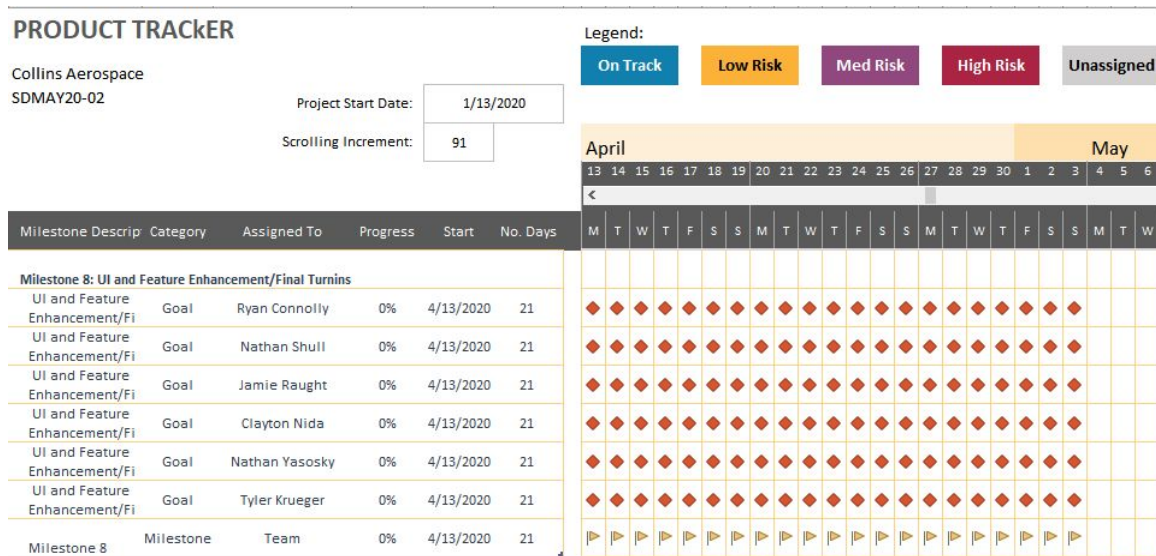 PRODUCT TRACkER
Legend:
On Track Low Risk Med Risk High Risk Unassigned
Collins Aerospace
SDMAY20-02
Project Start Date: 1/13/2020
Scrolling Increment: 91
April May
13 14 15 16 17 18 19 20 21 22 23 24 25 26 27 28 29 30 1 2 3 4 5 6
Milestone Descrip Category Assigned To Progress Start No. Days M T W T F S S M T W T F S S M T W T F S S M T W
Milestone 8: UI and Feature Enhancement/Final Turnins
UI and Feature
Enhancement/Fi Goal Ryan Connolly 0% 4/13/2020 21
UI and Feature
Enhancement/Fi Goal Nathan Shull 0% 4/13/2020 21
UI and Feature
Enhancement/Fi Goal Jamie Raught 0% 4/13/2020 21
UI and Feature
Enhancement/Fi Goal Clayton Nida 0% 4/13/2020 21
UI and Feature
Enhancement/Fi Goal Nathan Yasosky 0% 4/13/2020 21
UI and Feature
Enhancement/Fi Goal Tyler Krueger 0% 4/13/2020 21
Milestone 8 Milestone Team 0% 4/13/2020 21